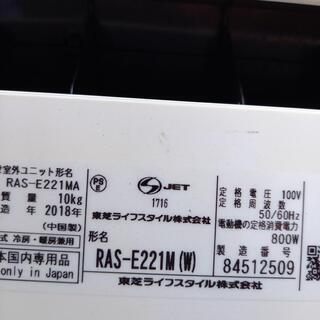 室外ユニット形名
RAS-E221MA
質量 10kg
造年 2018年
(中国製)
式 冷房・暖房兼用
本国内専用品
only in Japan
PS E
JET
1716
東芝ライフスタイル株式会社
形名
RAS-E221M(W)
東芝ライフスタイル株式会社
定格電圧 100V
定格周波数
50/60Hz
電動機の定格消費電力
800W
製造番号
84512509